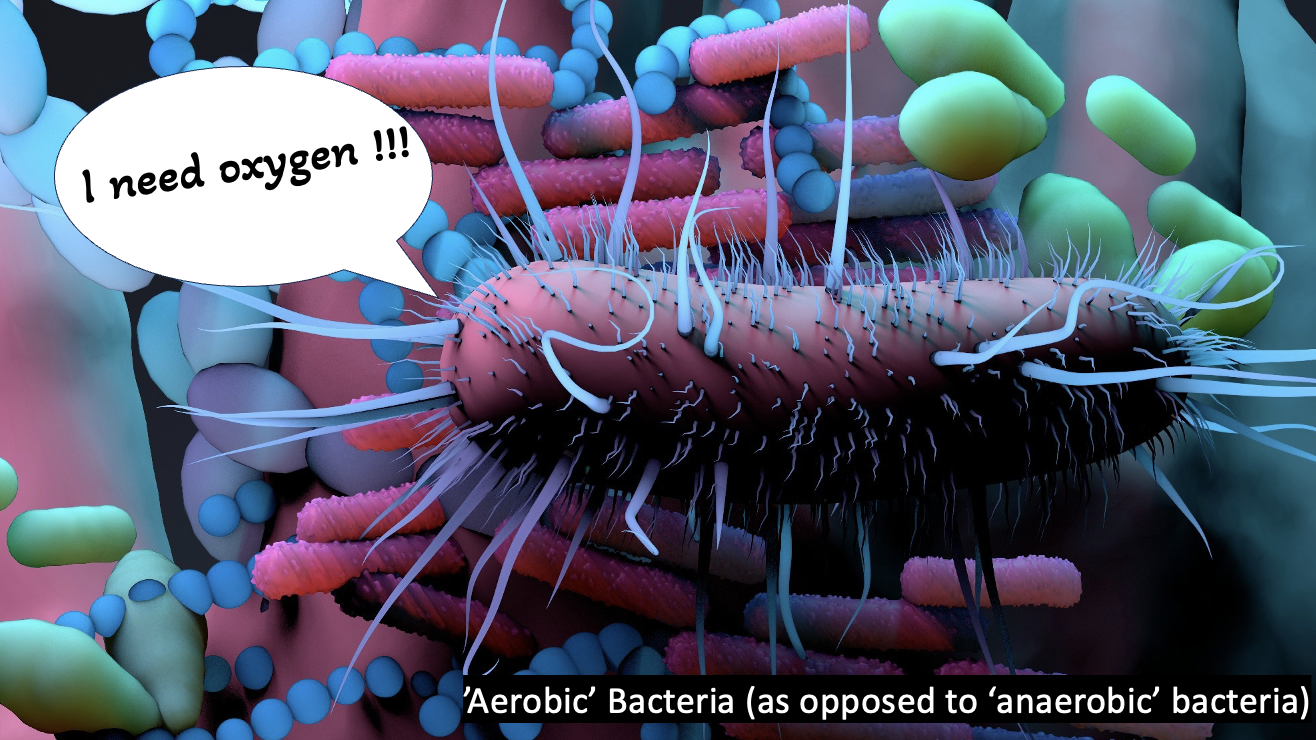 I need oxygen !!!
’Aerobic’ Bacteria (as opposed to ‘anaerobic’ bacteria)